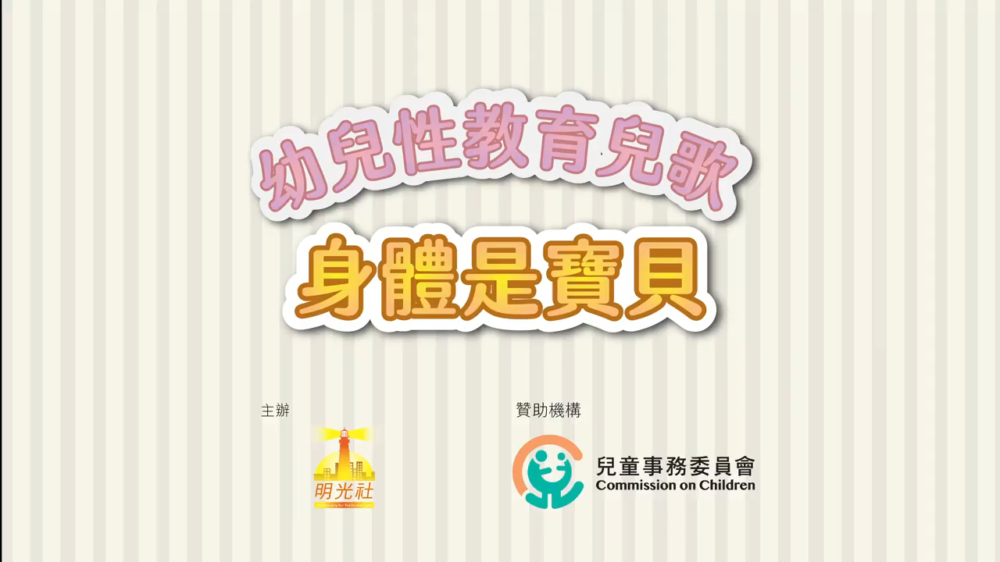 幼兒性教育兒歌
身體是寶貝
主辦
贊助機構
明光社
兒童事務委員會
Commission on Children